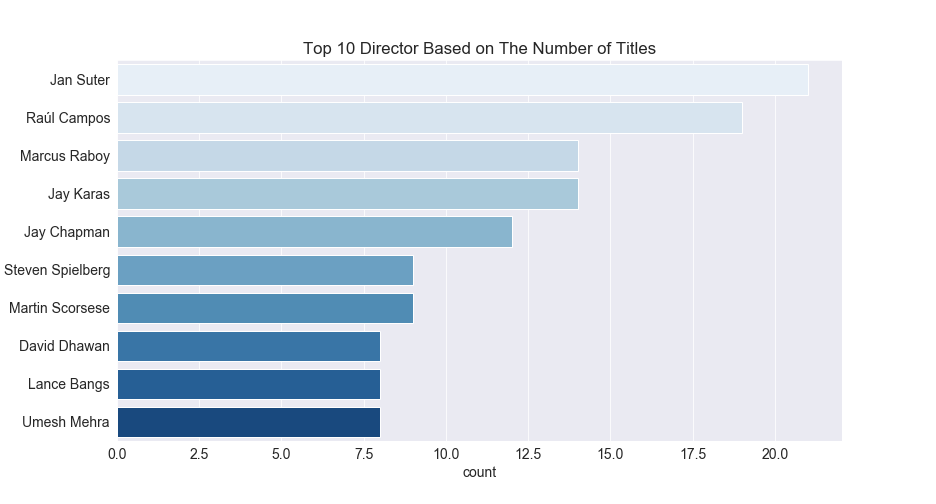 Top 10 Director Based on The Number of Titles
Jan Suter
Raúl Campos
Marcus Raboy
Jay Karas
Jay Chapman
Steven Spielberg
Martin Scorsese
David Dhawan
Lance Bangs
Umesh Mehra
0.0 2.5 5.0 7.5 10.0 12.5 15.0 17.5 20.0
count